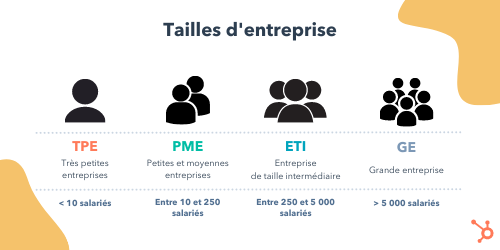 Tailles d'entreprise
TPE
Très petites
entreprises
< 10 salariés
PME
Petites et moyennes
entreprises
Entre 10 et 250
salariés
ETI
Entreprise
de taille intermédiaire
Entre 250 et 5 000
salariés
GE
Grande entreprise
> 5 000 salariés